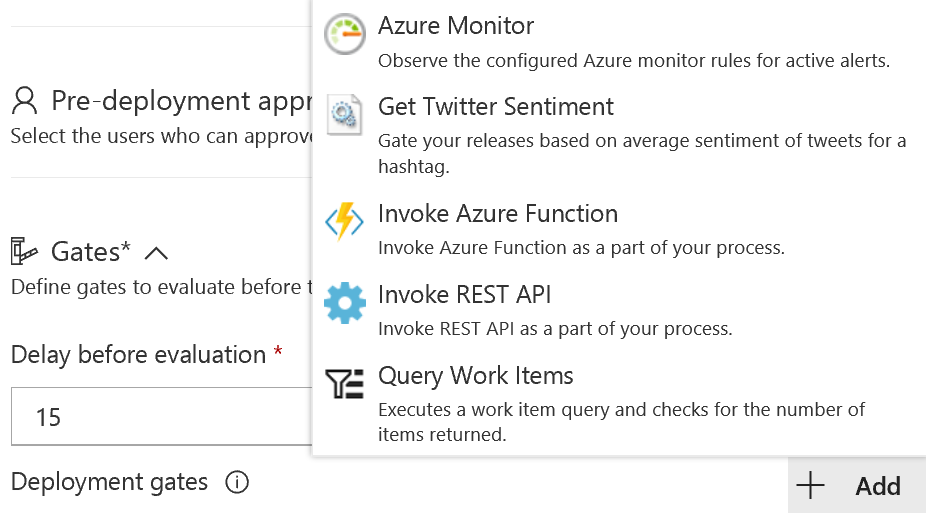 Azure Monitor
Observe the configured Azure monitor rules for active alerts.
Get Twitter Sentiment
Gate your releases based on average sentiment of tweets for a
hashtag.
Invoke Azure Function
Invoke Azure Function as a part of your process.
Invoke REST API
Invoke REST API as a part of your process.
Query Work Items
Executes a work item query and checks for the number of
items returned.
Pre-deployment appr
Select the users who can approve
Gates*
Define gates to evaluate before t
Delay before evaluation *
15
Deployment gates
Add